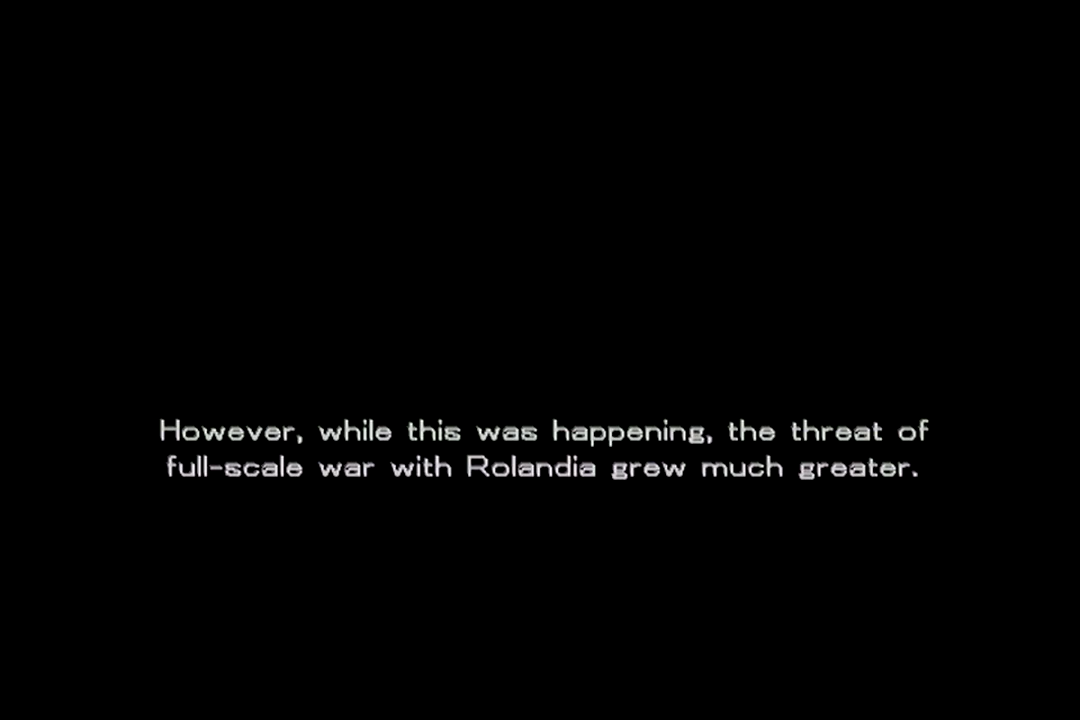 However, while this was happening, the threat of
full-scale war with Rolandia grew much greater.